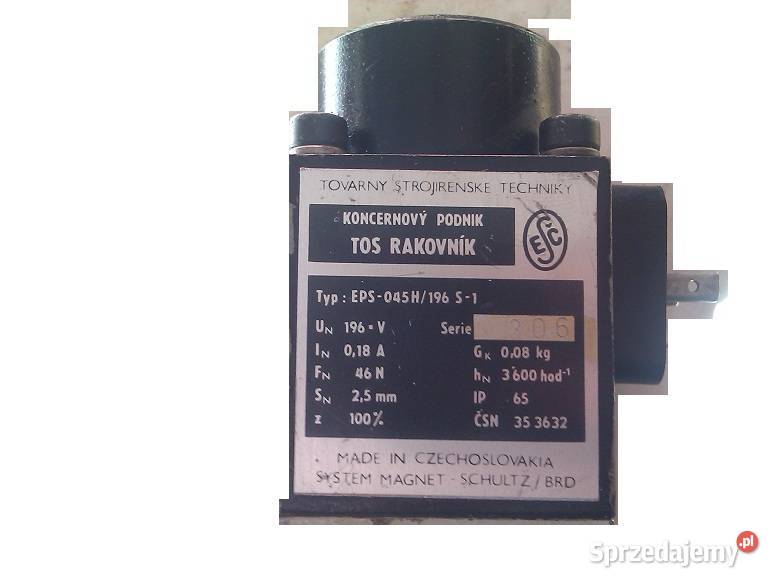 TOVARNY STROJIRENSKE TECHNIKY
KONCERNOVÝ PODNIK
TOS RAKOVNÍK
ESČ
Typ: EPS-045H/196 S-1
UN 196 = V Serie 306
IN 0,18 A GK 0,08 kg
FN 46 N hN 3600 hod-1
SN 2,5 mm IP 65
z 100% ČSN 35 3632
MADE IN CZECHOSLOVAKIA
SYSTEM MAGNET - SCHULTZ / BRD
Sprzedajemy.pl